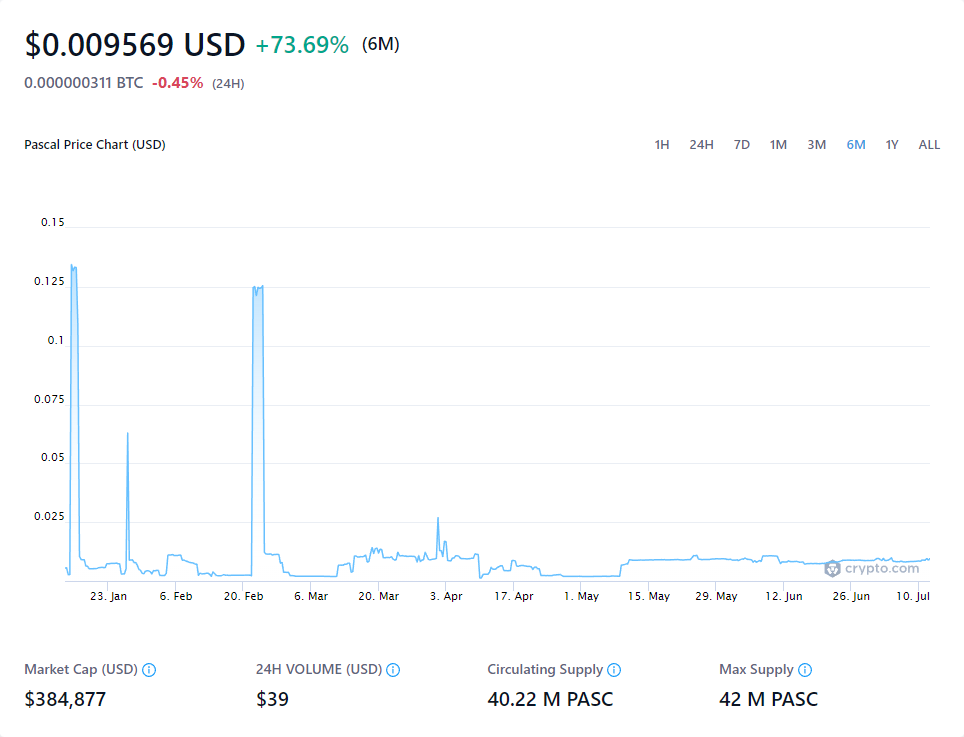 $0.009569 USD +73.69% (6M)
0.000000311 BTC -0.45% (24H)
Pascal Price Chart (USD) 1H 24H 7D 1M 3M 6M 1Y ALL
0.15
0.125
0.1
0.075
0.05
0.025
crypto.com
23. Jan 6. Feb 20. Feb 6. Mar 20. Mar 3. Apr 17. Apr 1. May 15. May 29. May 12. Jun 26. Jun 10. Jul
Market Cap (USD) 24H VOLUME (USD) Circulating Supply Max Supply
$384,877 $39 40.22 M PASC 42 M PASC